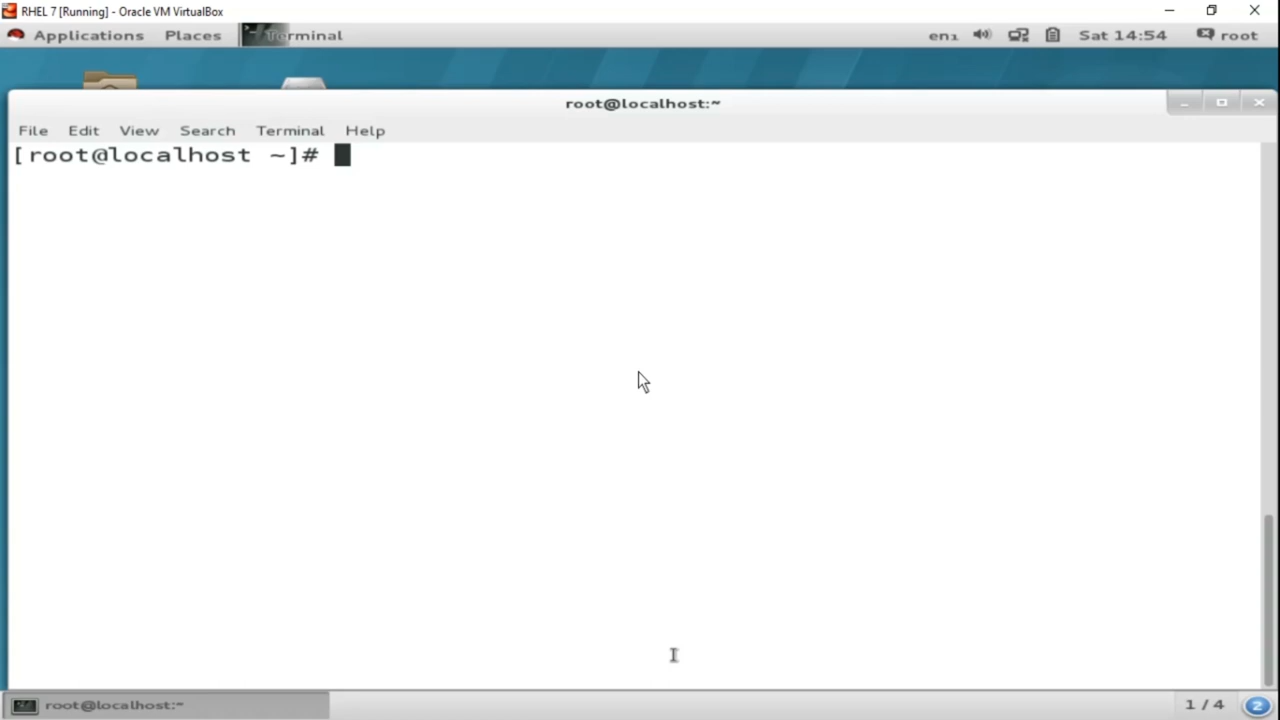 RHEL 7 [Running] - Oracle VM VirtualBox
Applications Places Terminal en1 Sat 14:54 root
root@localhost:~
File Edit View Search Terminal Help
[root@localhost ~]#
root@localhost:~ 1 / 4 2